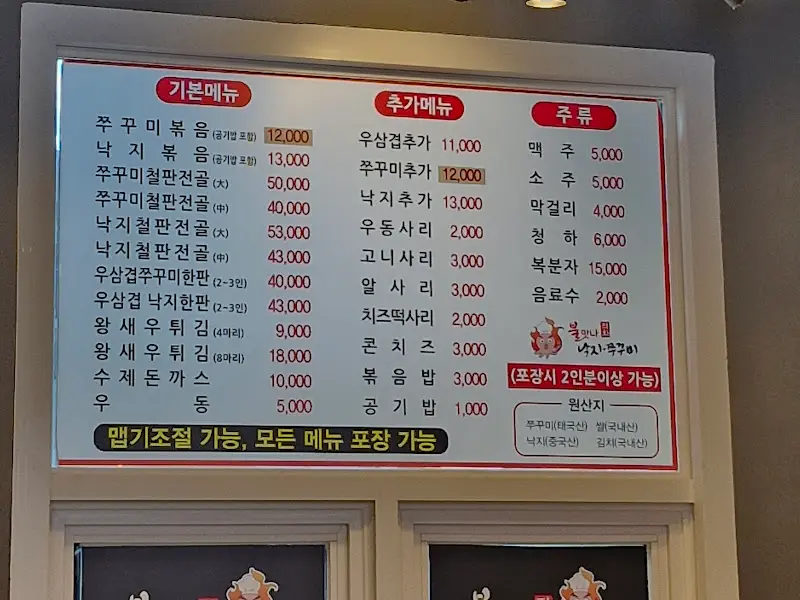 기본메뉴
쭈꾸미볶음(공기밥 포함) 12,000
낙지볶음(공기밥 포함) 13,000
쭈꾸미철판전골(大) 50,000
쭈꾸미철판전골(中) 40,000
낙지철판전골(大) 53,000
낙지철판전골(中) 43,000
우삼겹쭈꾸미한판(2~3인) 40,000
우삼겹 낙지한판(2~3인) 43,000
왕새우튀김(4마리) 9,000
왕새우튀김(8마리) 18,000
수제돈까스 10,000
우동 5,000
맵기조절 가능, 모든 메뉴 포장 가능
추가메뉴
우삼겹추가 11,000
쭈꾸미추가 12,000
낙지추가 13,000
우동사리 2,000
고니사리 3,000
알사리 3,000
치즈떡사리 2,000
콘치즈 3,000
볶음밥 3,000
공기밥 1,000
주류
맥주 5,000
소주 5,000
막걸리 4,000
청하 6,000
복분자 15,000
음료수 2,000
불맛나
낙지·쭈꾸미
(포장시 2인분이상 가능)
원산지
쭈꾸미(태국산) 쌀(국내산)
낙지(중국산) 김치(국내산)